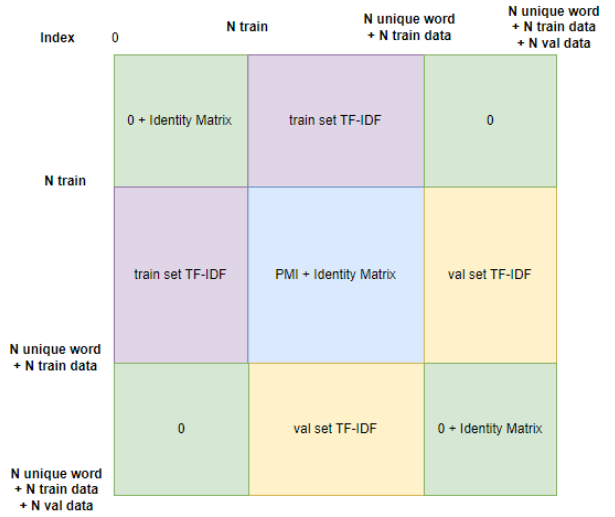 Index
0
N train
N unique word
+ N train data
N unique word
+ N train data
+ N val data
0 + Identity Matrix
train set TF-IDF
0
N train
train set TF-IDF
PMI + Identity Matrix
val set TF-IDF
N unique word
+ N train data
0
val set TF-IDF
0 + Identity Matrix
N unique word
+ N train data
+ N val data